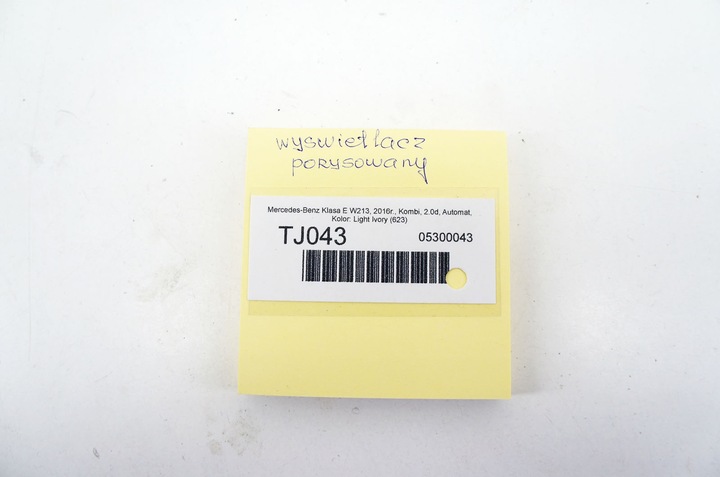 wyswietlacz
porysowany
Mercedes-Benz Klasa E W213, 2016r., Kombi, 2.0d, Automat,
Kolor: Light Ivory (623)
TJ043 05300043